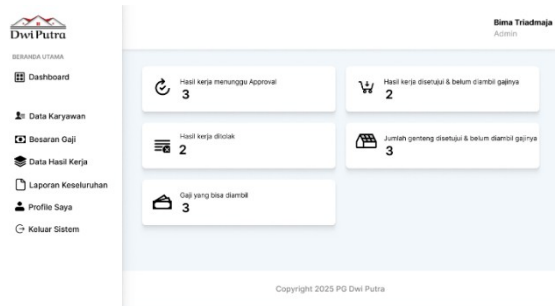 Dwi Putra
Bima Triadmaja
Admin
BERANDA UTAMA
Dashboard
Data Karyawan
Besaran Gaji
Data Hasil Kerja
Laporan Keseluruhan
Profile Saya
Keluar Sistem
Hasil kerja menunggu Approval
3
Hasil kerja disetujui & belum diambil gajinya
2
Hasil kerja ditolak
2
Jumlah genteng disetujui & belum diambil gajinya
3
Gaji yang bisa diambil
3
Copyright 2025 PG Dwi Putra